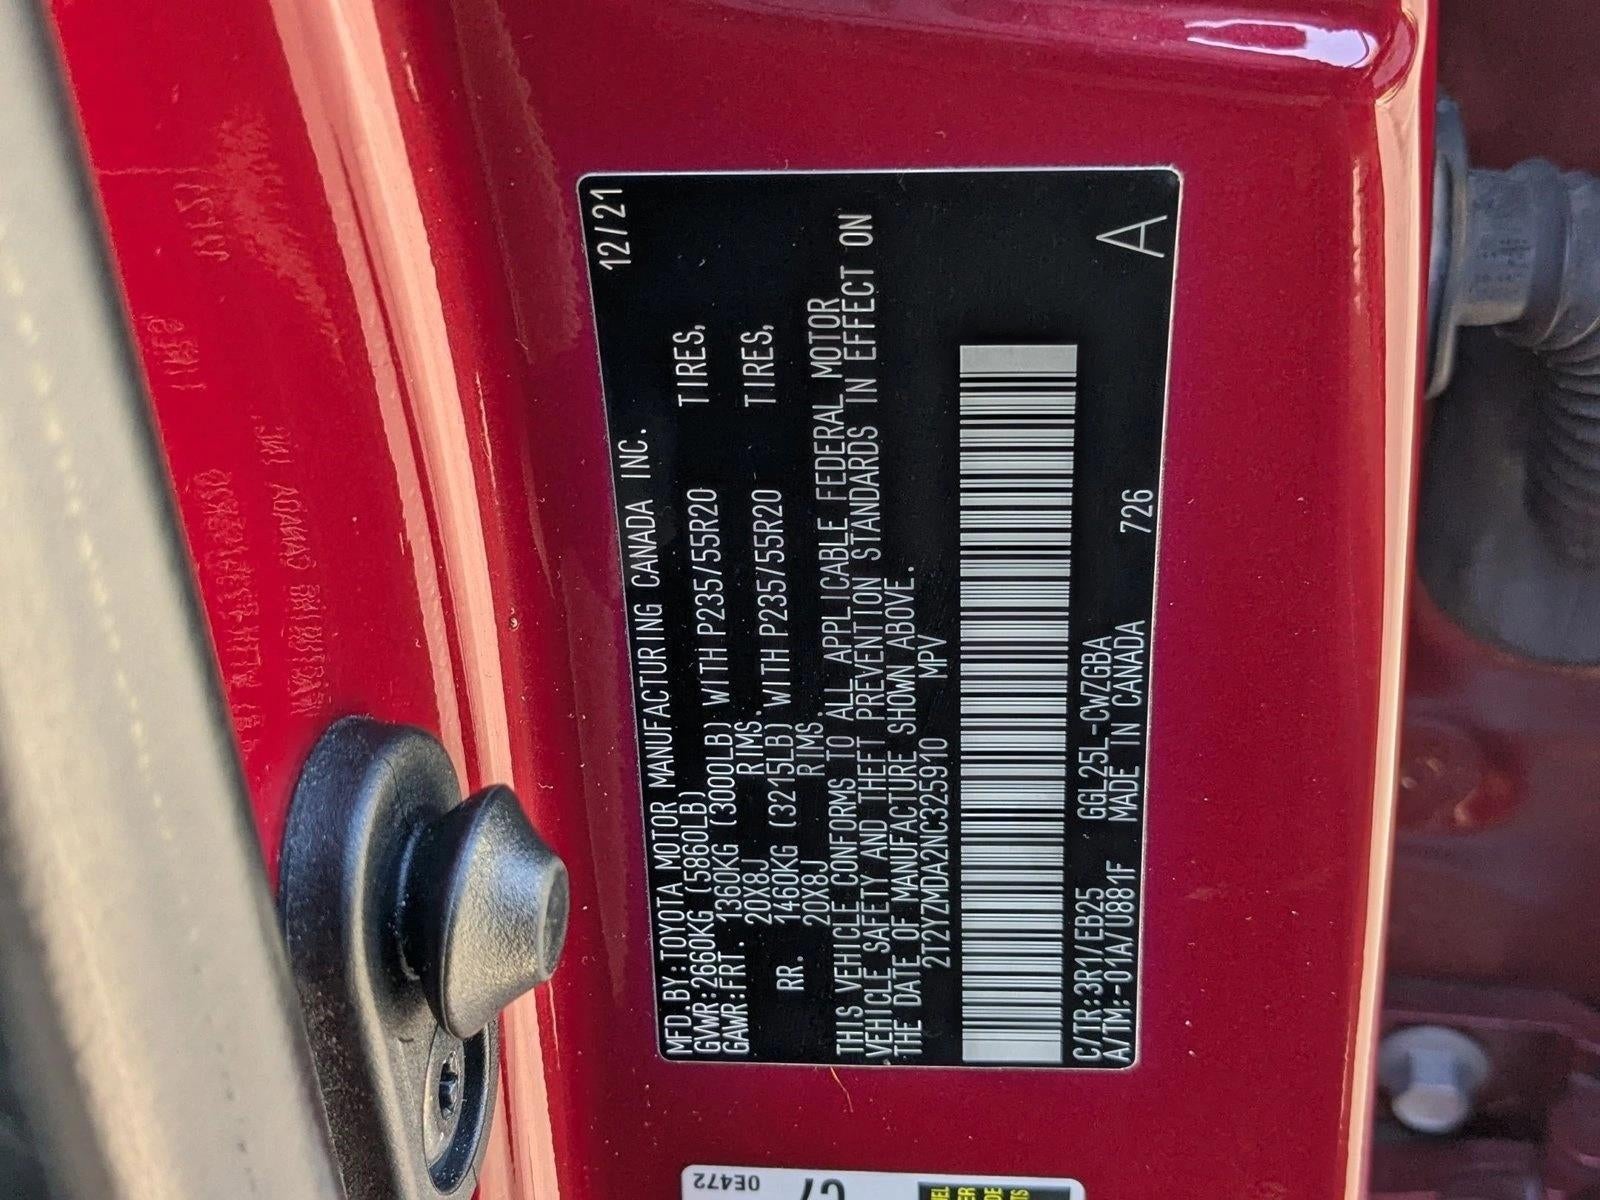 MFD. BY: TOYOTA MOTOR MANUFACTURING CANADA INC. 12/21
GVWR: 2660KG (5860LB)
GAWR: FRT. 1360KG (3000LB) WITH P235/55R20 TIRES,
20X8J RIMS.
RR. 1460KG (3215LB) WITH P235/55R20 TIRES,
20X8J RIMS.
THIS VEHICLE CONFORMS TO ALL APPLICABLE FEDERAL MOTOR
VEHICLE SAFETY AND THEFT PREVENTION STANDARDS IN EFFECT ON
THE DATE OF MANUFACTURE SHOWN ABOVE.
2T2YZMDA2NC325910 MPV
C/TR: 3R1/EB25 GGL25L-CWZGBA
A/TM: -01A/U881F MADE IN CANADA 726 A
0E472